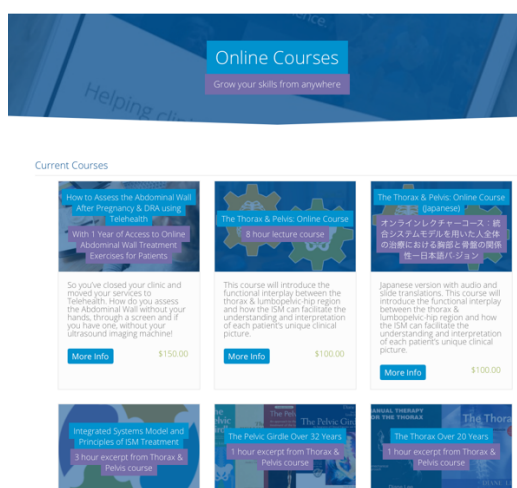 Helping clin
Online Courses
Grow your skills from anywhere
Current Courses
How to Assess the Abdominal Wall
After Pregnancy & DRA using
Telehealth
With 1 Year of Access to Online
Abdominal Wall Treatment
Exercises for Patients
So you've closed your clinic and
moved your services to
Telehealth. How do you assess
the Abdominal Wall without your
hands, through a screen and if
you have one, without your
ultrasound imaging machine!
More Info
$150.00
The Thorax & Pelvis: Online Course
8 hour lecture course
This course will introduce the
functional interplay between the
thorax & lumbopelvic-hip region
and how the ISM can facilitate the
understanding and interpretation
of each patient's unique clinical
picture.
More Info
$100.00
The Thorax & Pelvis: Online Course
(Japanese)
オンラインレクチャーコース：統
合システムモデルを用いた人全体
の治療における胸部と骨盤の関係
性ー日本語バージョン
Japanese version with audio and
slide translations. This course will
introduce the functional interplay
between the thorax &
lumbopelvic-hip region and how
the ISM can facilitate the
understanding and interpretation
of each patient's unique clinical
picture.
More Info
$100.00
Integrated Systems Model and
Principles of ISM Treatment
3 hour excerpt from Thorax &
Pelvis course
The Pelvic Gir
The Pelvic Girdle Over 32 Years
1 hour excerpt from Thorax &
Pelvis course
MANUAL THERAPY
FOR THE THORAX
The Thora
The Thorax Over 20 Years
1 hour excerpt from Thorax &
Pelvis course